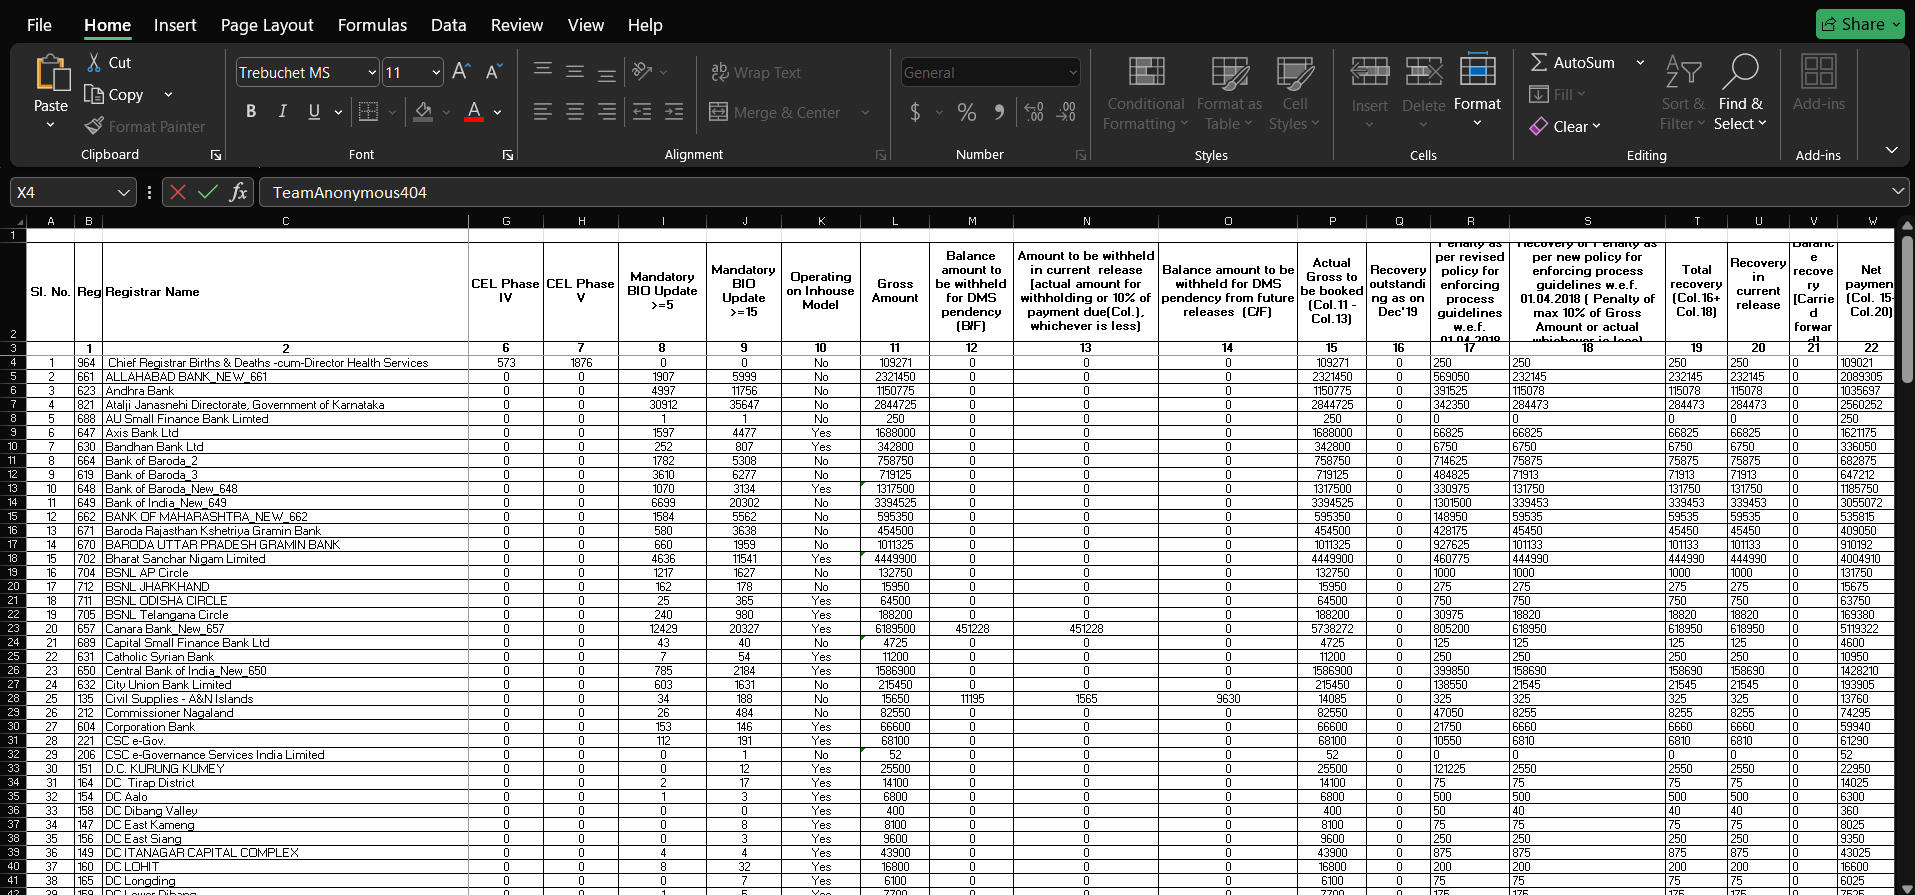 File Home Insert Page Layout Formulas Data Review View Help Share
Paste Cut Copy Format Painter Clipboard
Trebuchet MS 11 B I U A Font
Wrap Text Merge & Center Alignment
General $ % Number
Conditional Formatting Format as Table Cell Styles Styles
Insert Delete Format Cells
AutoSum Fill Clear Sort & Filter Find & Select Editing
Add-ins Add-ins
X4 fx TeamAnonymous404
A B C G H I J K L M N O P Q R S T U V W
1
2 Sl. No. Reg Registrar Name CEL Phase IV CEL Phase V Mandatory BIO Update >=5 Mandatory BIO Update >=15 Operating on Inhouse Model Gross Amount Balance amount to be withheld for DMS pendency (B/F) Amount to be withheld in current release [actual amount for withholding or 10% of payment due(Col.), whichever is less) Balance amount to be withheld for DMS pendency from future releases (C/F) Actual Gross to be booked (Col.11 - Col.13) Recovery outstandi ng as on Dec'19 Penalty as per revised policy for enforcing process guidelines w.e.f. 01.04.2018 Recovery of Penalty as per new policy for enforcing process guidelines w.e.f. 01.04.2018 ( Penalty of max 10% of Gross Amount or actual whichever is less) Total recovery (Col.16+ Col.18) Recovery in current release Balanc e recove ry [Carrie d forwar d] Net paymen (Col. 15- Col.20)
3 1 2 6 7 8 9 10 11 12 13 14 15 16 17 18 19 20 21 22
4 1 964 Chief Registrar Births & Deaths -cum-Director Health Services 573 1876 0 0 No 109271 0 0 0 109271 0 250 250 250 250 0 109021
5 2 661 ALLAHABAD BANK_NEW_661 0 0 1907 5999 No 2321450 0 0 0 2321450 0 569050 232145 232145 232145 0 2089305
6 3 623 Andhra Bank 0 0 4997 11756 No 1150775 0 0 0 1150775 0 391525 115078 115078 115078 0 1035697
7 4 821 Atalji Janasnehi Directorate, Government of Karnataka 0 0 30912 35647 No 2844725 0 0 0 2844725 0 342350 284473 284473 284473 0 2560252
8 5 688 AU Small Finance Bank Limted 0 0 1 1 No 250 0 0 0 250 0 0 0 0 0 0 250
9 6 647 Axis Bank Ltd 0 0 1597 4477 Yes 1688000 0 0 0 1688000 0 66825 66825 66825 66825 0 1621175
10 7 630 Bandhan Bank Ltd 0 0 252 807 Yes 342800 0 0 0 342800 0 6750 6750 6750 6750 0 336050
11 8 664 Bank of Baroda_2 0 0 1782 5308 No 758750 0 0 0 758750 0 714625 75875 75875 75875 0 682875
12 9 619 Bank of Baroda_3 0 0 3610 6277 No 719125 0 0 0 719125 0 484825 71913 71913 71913 0 647212
13 10 648 Bank of Baroda_New_648 0 0 1070 3134 Yes 1317500 0 0 0 1317500 0 330975 131750 131750 131750 0 1185750
14 11 649 Bank of India_New_649 0 0 6699 20302 No 3394525 0 0 0 3394525 0 1301500 339453 339453 339453 0 3055072
15 12 662 BANK OF MAHARASHTRA_NEW_662 0 0 1584 5562 No 595350 0 0 0 595350 0 148950 59535 59535 59535 0 535815
16 13 671 Baroda Rajasthan Kshetriya Gramin Bank 0 0 580 3638 No 454500 0 0 0 454500 0 428175 45450 45450 45450 0 409050
17 14 670 BARODA UTTAR PRADESH GRAMIN BANK 0 0 660 1959 No 1011325 0 0 0 1011325 0 927625 101133 101133 101133 0 910192
18 15 702 Bharat Sanchar Nigam Limited 0 0 4636 11541 Yes 4449900 0 0 0 4449900 0 460775 444990 444990 444990 0 4004910
19 16 704 BSNL AP Circle 0 0 1217 1627 No 132750 0 0 0 132750 0 1000 1000 1000 1000 0 131750
20 17 712 BSNL JHARKHAND 0 0 162 178 No 15950 0 0 0 15950 0 275 275 275 275 0 15675
21 18 711 BSNL ODISHA CIRCLE 0 0 25 365 Yes 64500 0 0 0 64500 0 750 750 750 750 0 63750
22 19 705 BSNL Telangana Circle 0 0 240 980 Yes 188200 0 0 0 188200 0 30975 18820 18820 18820 0 169380
23 20 657 Canara Bank_New_657 0 0 12429 20327 Yes 6189500 451228 451228 0 5738272 0 805200 618950 618950 618950 0 5119322
24 21 689 Capital Small Finance Bank Ltd 0 0 43 40 No 4725 0 0 0 4725 0 125 125 125 125 0 4600
25 22 631 Catholic Syrian Bank 0 0 7 54 Yes 11200 0 0 0 11200 0 250 250 250 250 0 10950
26 23 650 Central Bank of India_New_650 0 0 785 2184 Yes 1586900 0 0 0 1586900 0 399850 158690 158690 158690 0 1428210
27 24 632 City Union Bank Limited 0 0 603 1631 No 215450 0 0 0 215450 0 138550 21545 21545 21545 0 193905
28 25 135 Civil Supplies - A&N Islands 0 0 34 188 No 15650 11195 1565 9630 14085 0 325 325 325 325 0 13760
29 26 212 Commissioner Nagaland 0 0 26 484 No 82550 0 0 0 82550 0 47050 8255 8255 8255 0 74295
30 27 604 Corporation Bank 0 0 153 146 Yes 66600 0 0 0 66600 0 21750 6660 6660 6660 0 59940
31 28 221 CSC e-Gov. 0 0 112 191 Yes 68100 0 0 0 68100 0 10550 6810 6810 6810 0 61290
32 29 206 CSC e-Governance Services India Limited 0 0 0 1 No 52 0 0 0 52 0 0 0 0 0 0 52
33 30 151 D.C. KURUNG KUMEY 0 0 0 12 Yes 25500 0 0 0 25500 0 121225 2550 2550 2550 0 22950
34 31 164 DC Tirap District 0 0 2 17 Yes 14100 0 0 0 14100 0 75 75 75 75 0 14025
35 32 154 DC Aalo 0 0 1 3 Yes 6800 0 0 0 6800 0 500 500 500 500 0 6300
36 33 158 DC Dibang Valley 0 0 0 0 Yes 400 0 0 0 400 0 50 40 40 40 0 360
37 34 147 DC East Kameng 0 0 0 8 Yes 8100 0 0 0 8100 0 75 75 75 75 0 8025
38 35 156 DC East Siang 0 0 0 3 Yes 9600 0 0 0 9600 0 250 250 250 250 0 9350
39 36 149 DC ITANAGAR CAPITAL COMPLEX 0 0 4 4 Yes 43900 0 0 0 43900 0 875 875 875 875 0 43025
40 37 160 DC LOHIT 0 0 8 32 Yes 16800 0 0 0 16800 0 200 200 200 200 0 16600
41 38 165 DC Longding 0 0 0 7 Yes 6100 0 0 0 6100 0 75 75 75 75 0 6025